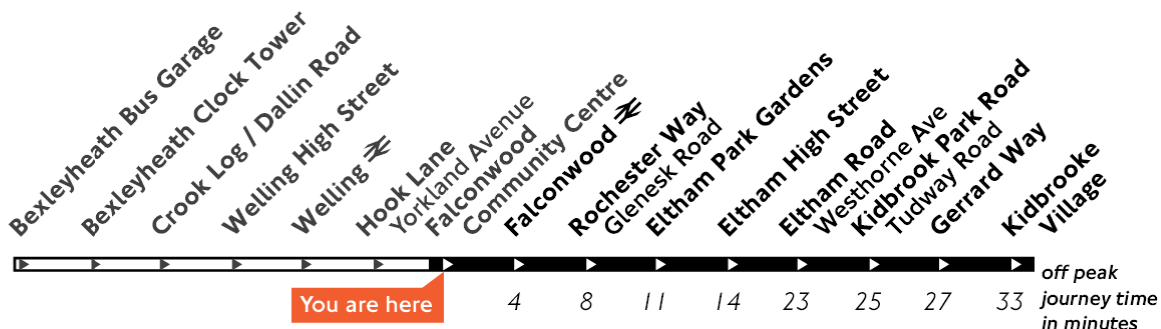 Bexleyheath Bus Garage
Bexleyheath Clock Tower
Crook Log / Dallin Road
Welling High Street
Welling
Hook Lane
Yorkland Avenue
Falconwood
Community Centre
Falconwood
Rochester Way
Glenesk Road
Eltham Park Gardens
Eltham High Street
Eltham Road
Westhorne Ave
Kidbrook Park Road
Tudway Road
Gerrard Way
Kidbrooke
Village
You are here
4 8 11 14 23 25 27 33
off peak
journey time
in minutes